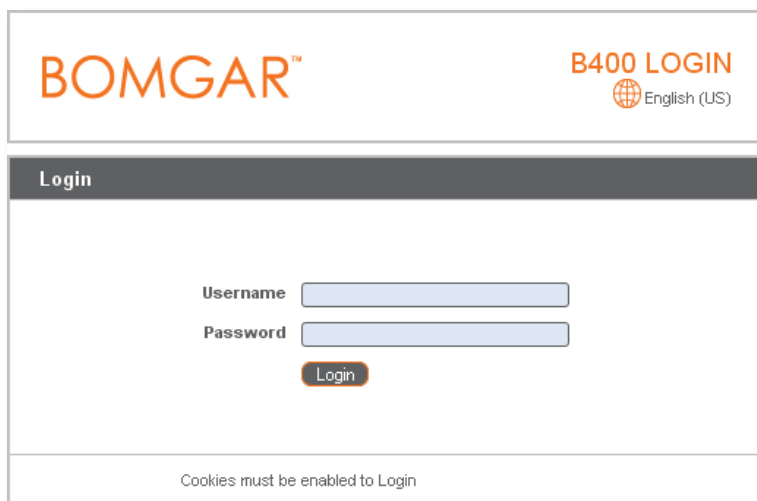 BOMGAR™
B400 LOGIN
English (US)
Login
Username
Password
Login
Cookies must be enabled to Login